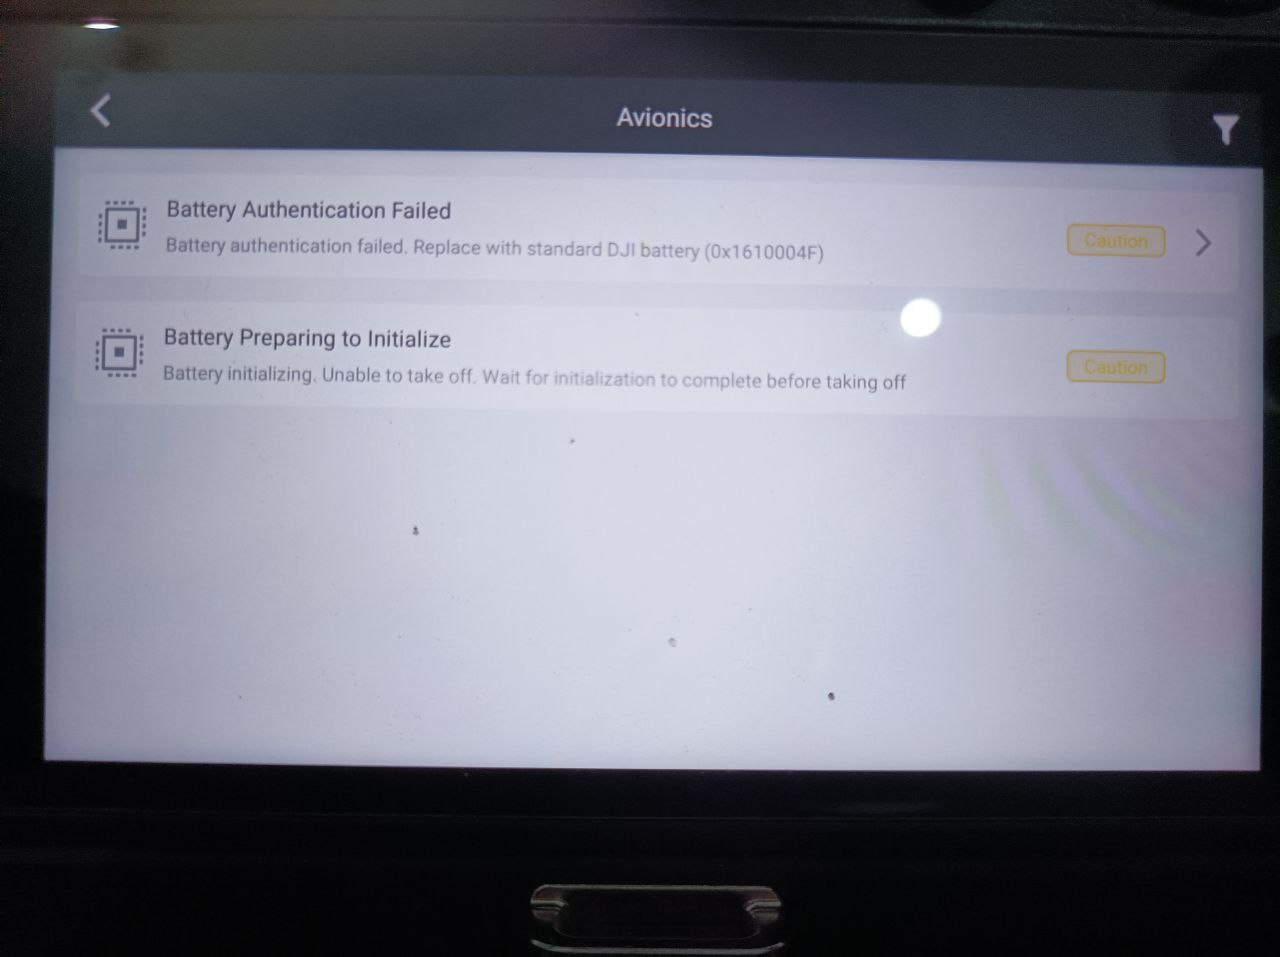 Avionics
Battery Authentication Failed
Battery authentication failed. Replace with standard DJI battery (0x1610004F)
Caution
Battery Preparing to Initialize
Battery initializing. Unable to take off. Wait for initialization to complete before taking off
Caution